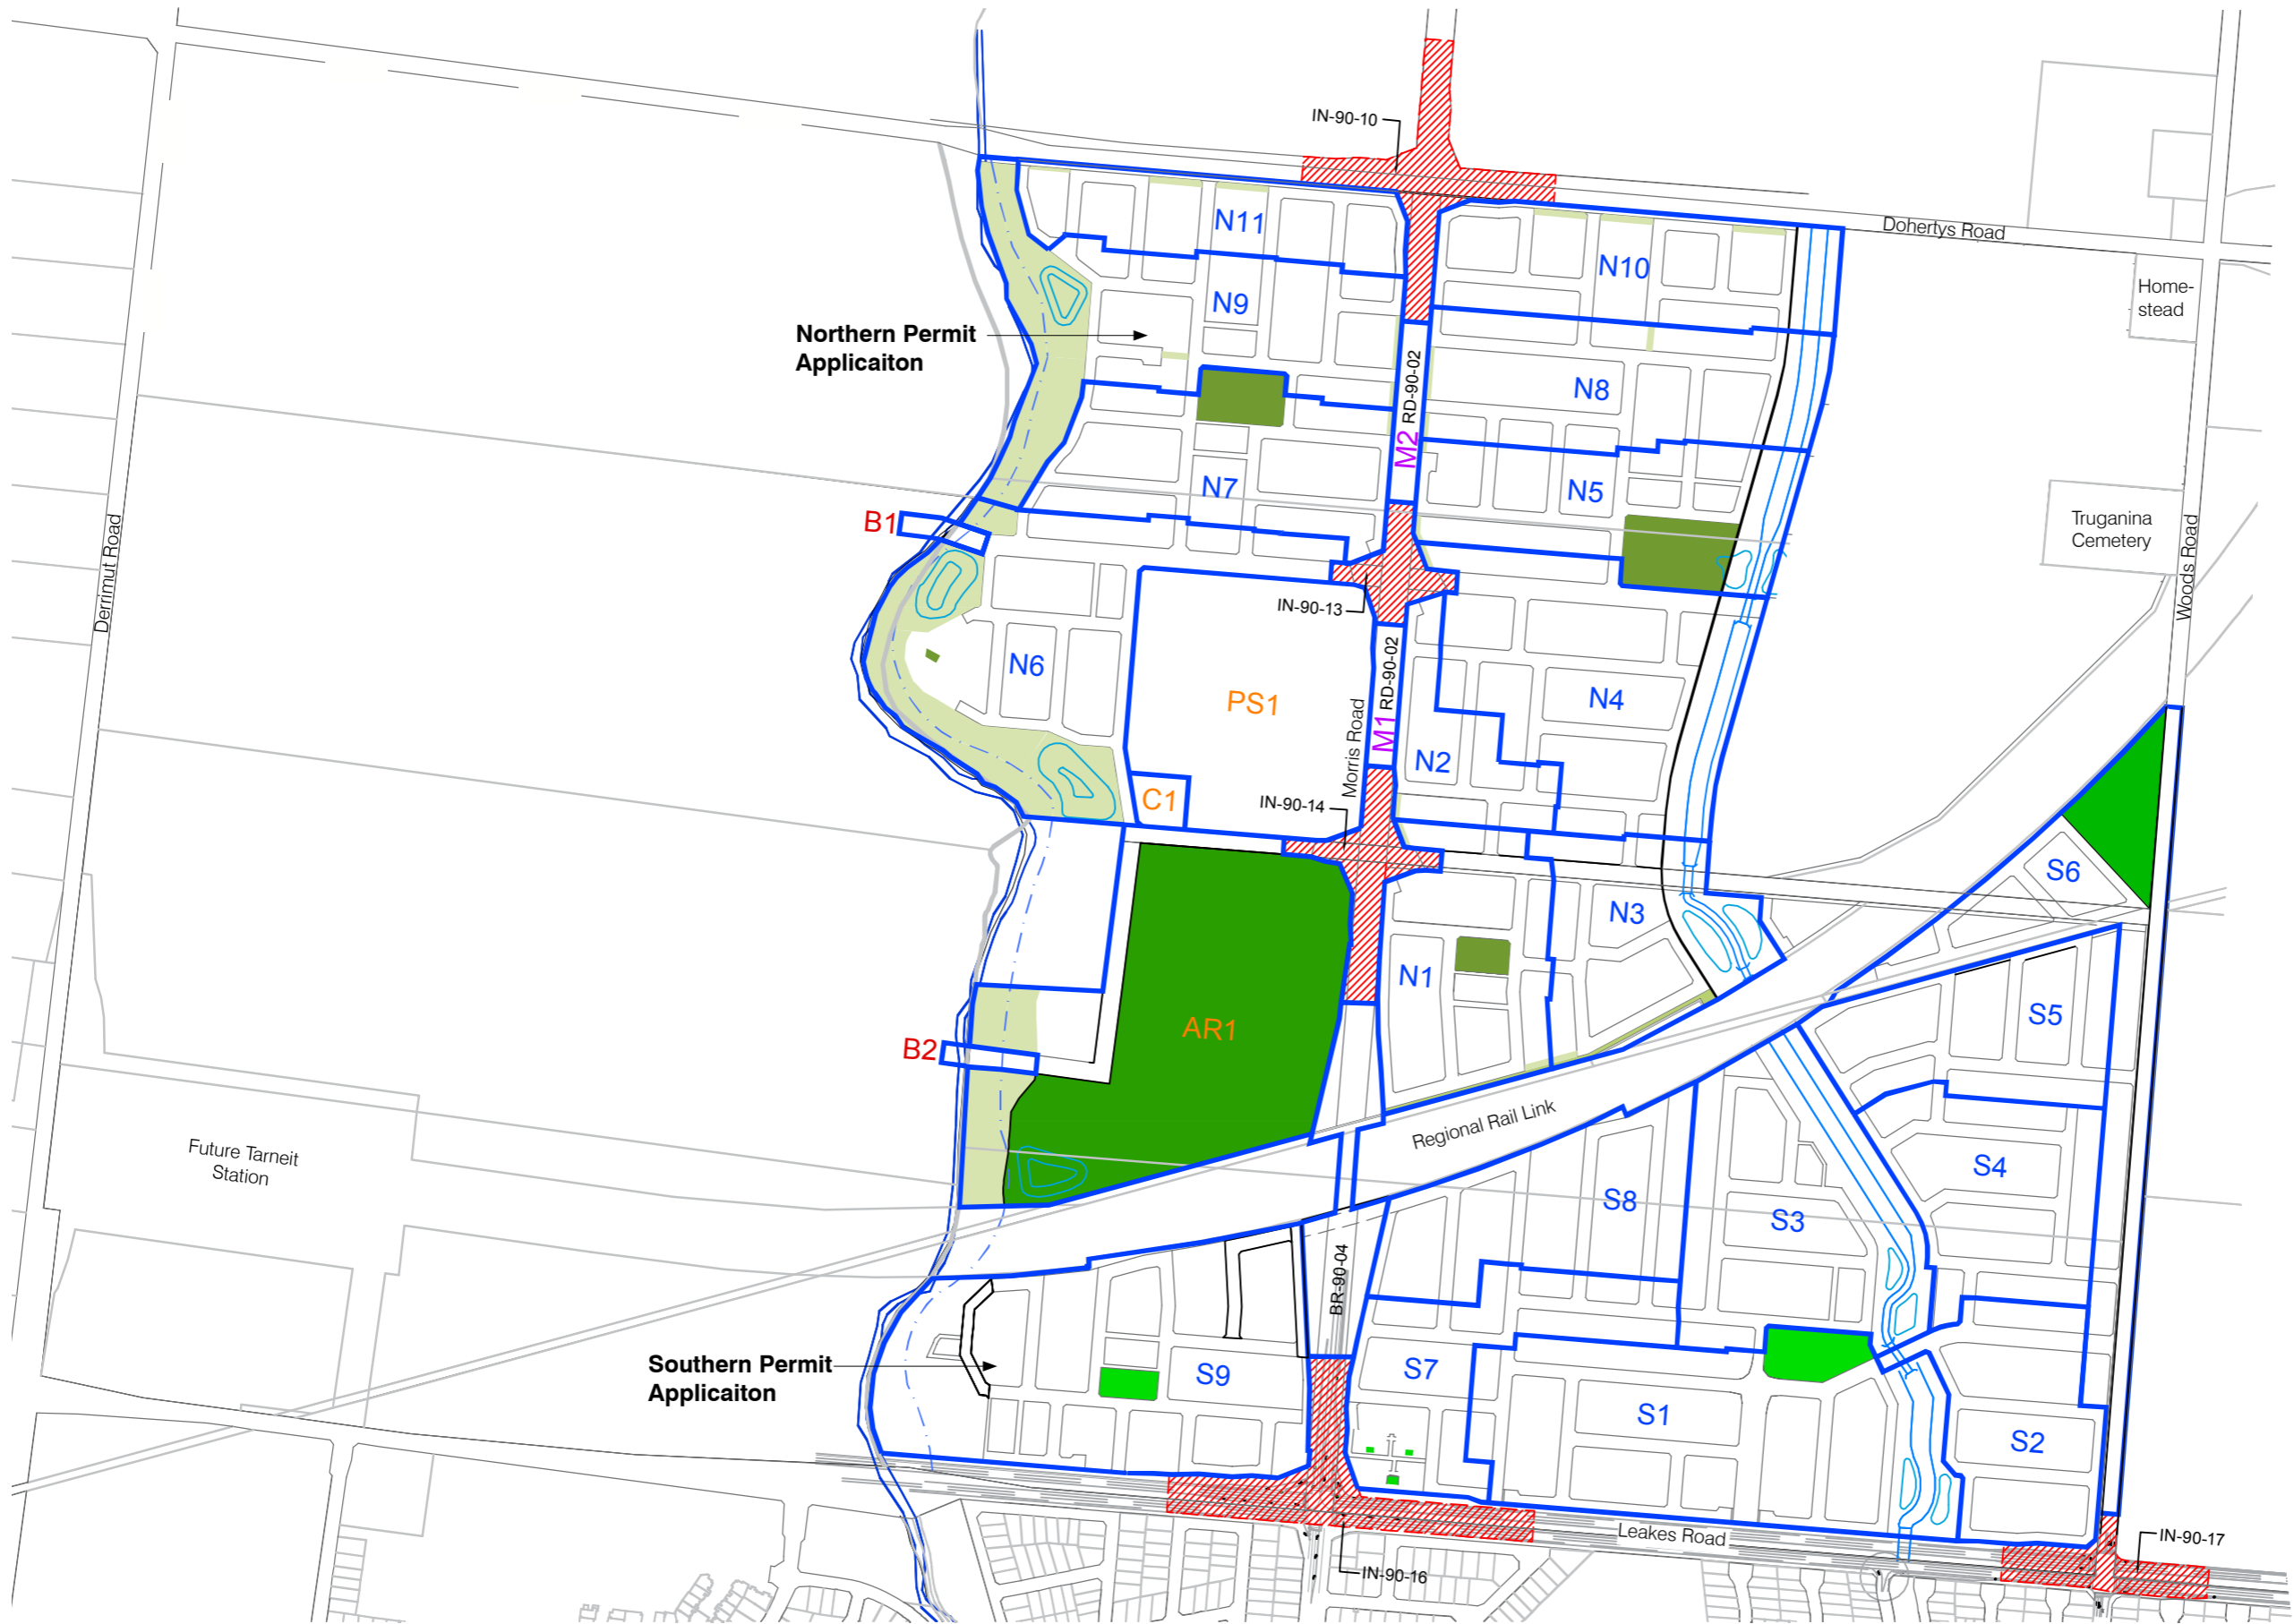 IN-90-10
Dohertys Road
N11
N10
Home-
stead
N9
Northern Permit
Applicaiton
RD-90-02
M2
N8
N7
N5
B1
Truganina
Cemetery
Derrimut Road
Woods Road
IN-90-13
N6
RD-90-02
M1
PS1
N4
Morris Road
N2
C1
IN-90-14
S6
N3
N1
S5
AR1
B2
Regional Rail Link
Future Tarneit
Station
S4
S8
S3
BR-90-04
Southern Permit
Applicaiton
S9
S7
S1
S2
Leakes Road
IN-90-17
IN-90-16